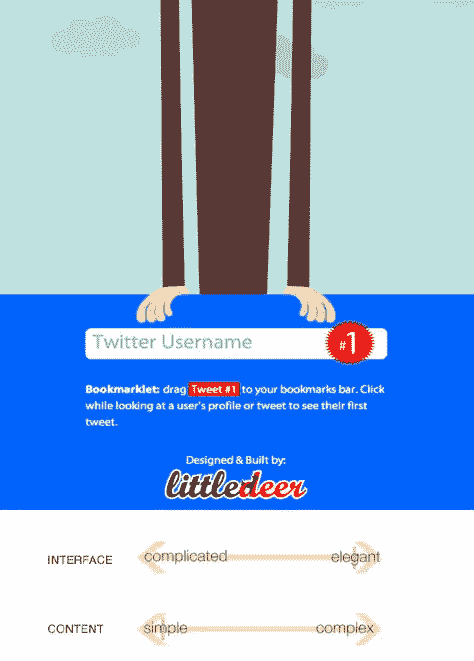 Twitter Username
#1
Bookmarklet: drag Tweet #1 to your bookmarks bar. Click
while looking at a user's profile or tweet to see their first
tweet.
Designed & Built by:
littledeer
INTERFACE complicated elegant
CONTENT simple complex